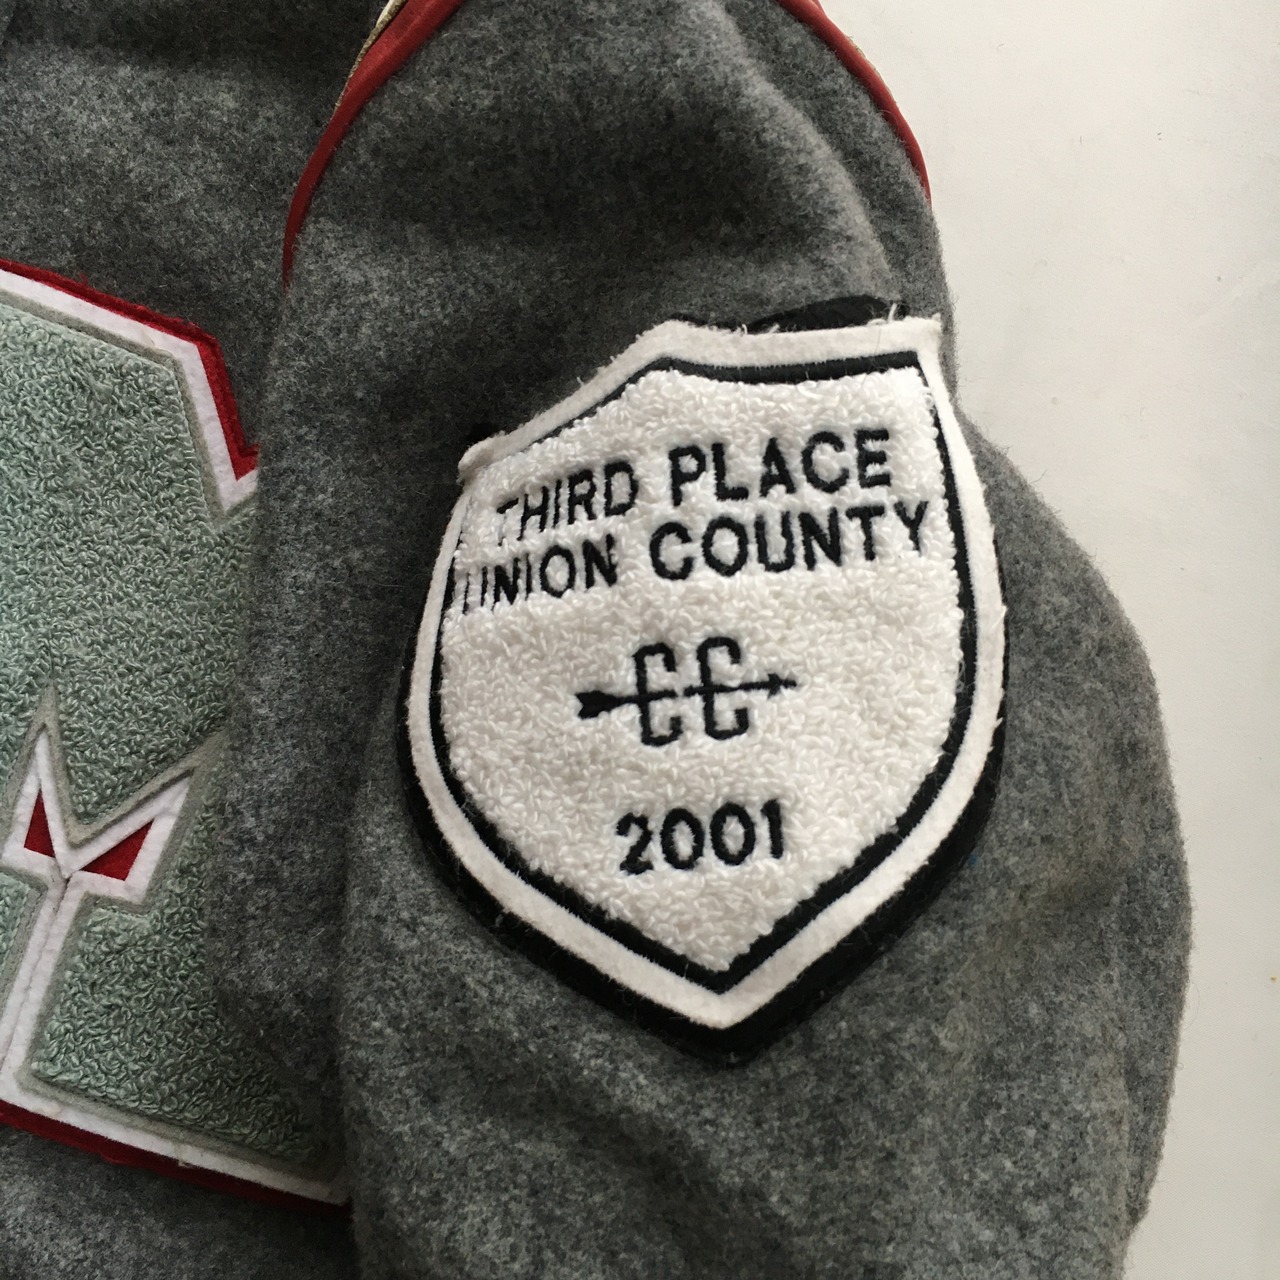 THIRD PLACE
UNION COUNTY
CC
2001